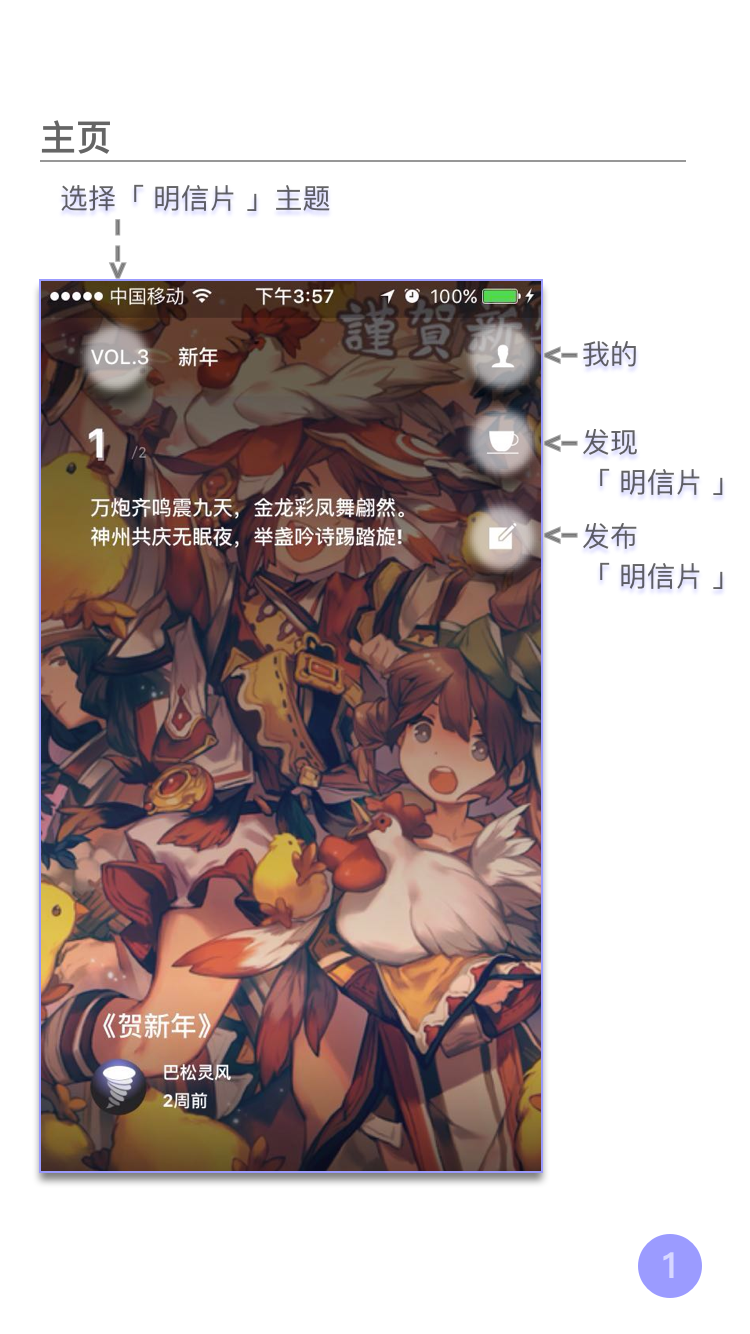 主页
选择「 明信片 」主题
中国移动 下午3:57 100%
謹賀新
VOL.3 新年
我的
1 /2
发现
「 明信片 」
万炮齐鸣震九天，金龙彩凤舞翩然。
神州共庆无眠夜，举盏吟诗踢踏旋!
发布
「 明信片 」
《贺新年》
巴松灵风
2周前
1